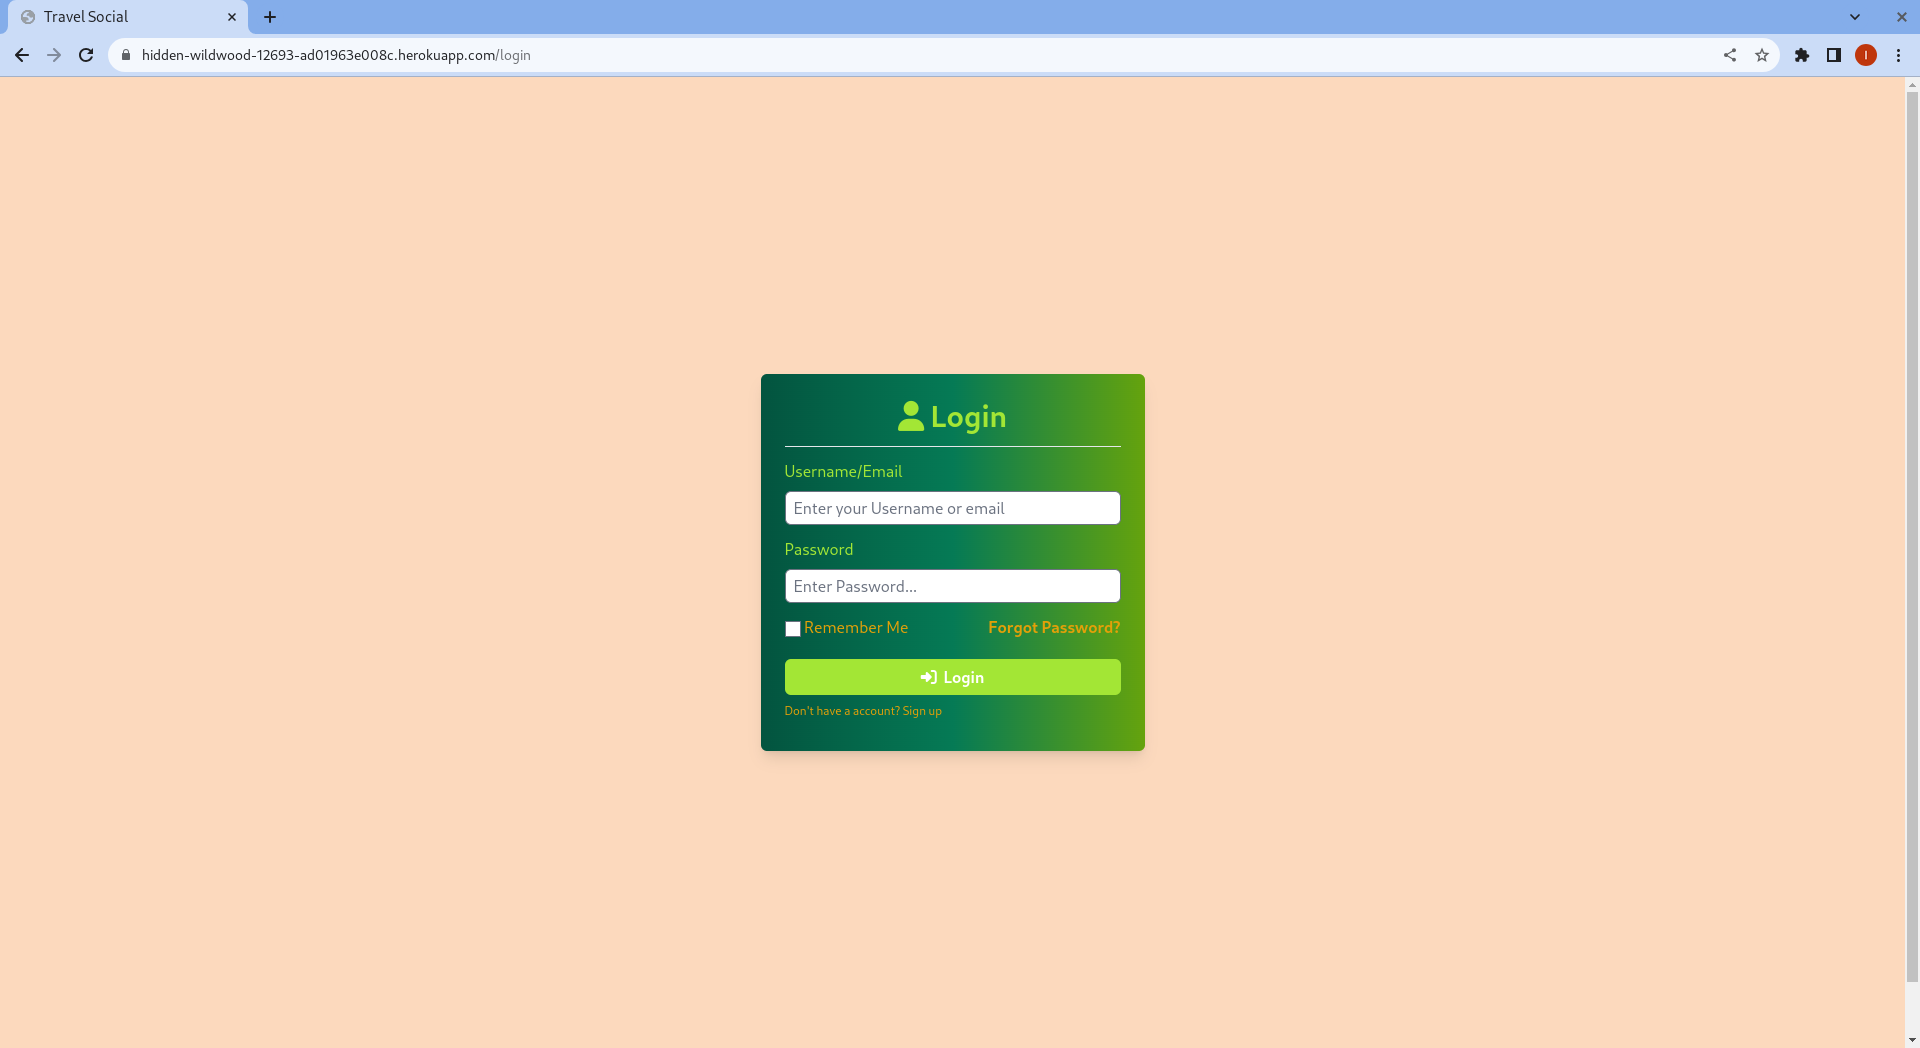 Travel Social
hidden-wildwood-12693-ad01963e008c.herokuapp.com/login
I
Login
Username/Email
Enter your Username or email
Password
Enter Password...
Remember Me
Forgot Password?
Login
Don't have a account? Sign up